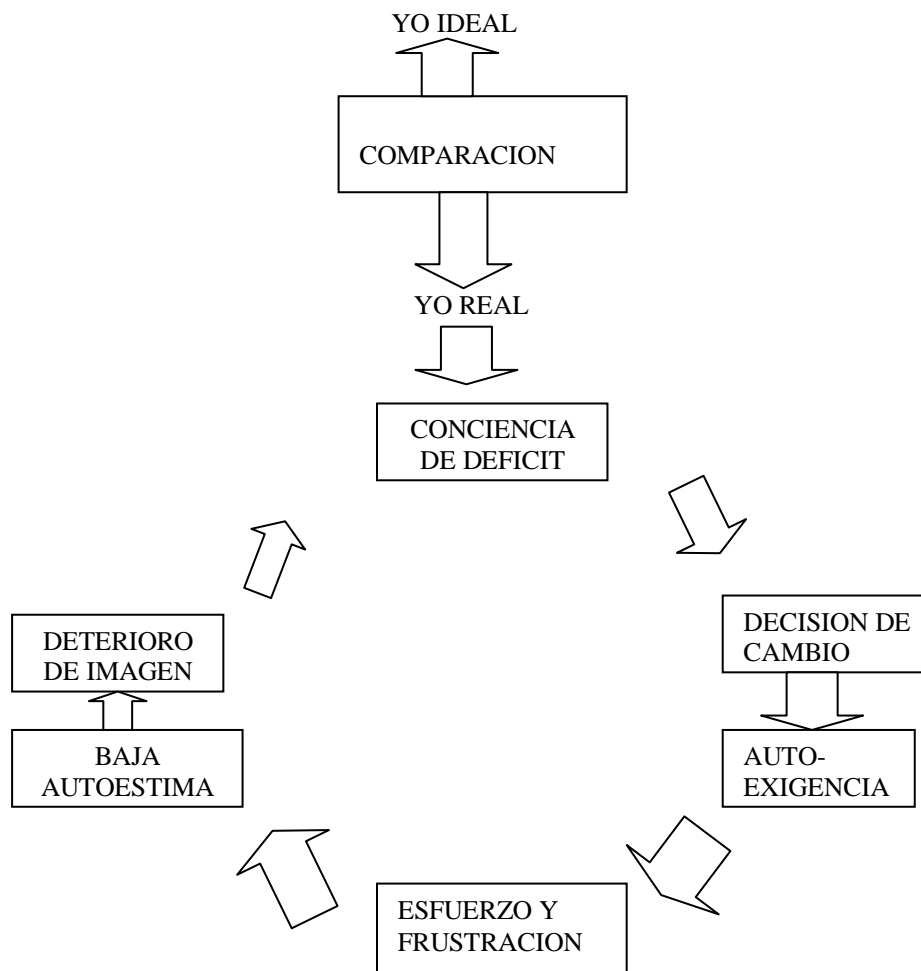 YO IDEAL
COMPARACION
YO REAL
CONCIENCIA
DE DEFICIT
DECISION DE
CAMBIO
AUTO-
EXIGENCIA
ESFUERZO Y
FRUSTRACION
BAJA
AUTOESTIMA
DETERIORO
DE IMAGEN